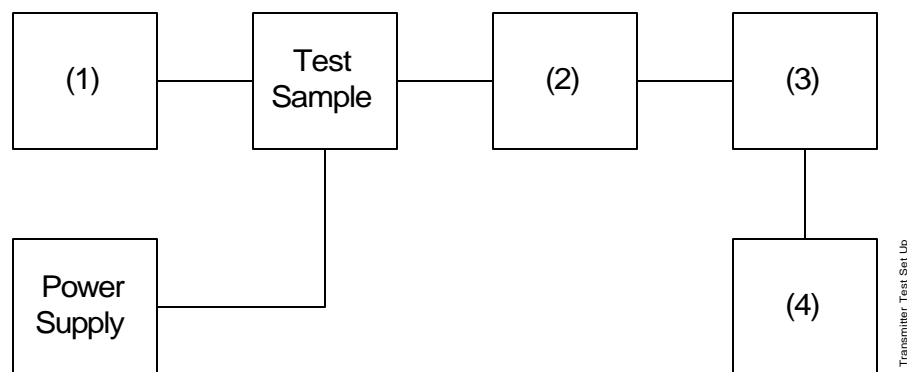 (1)
Test
Sample
(2)
(3)
Power
Supply
(4)
Transmitter Test Set Up